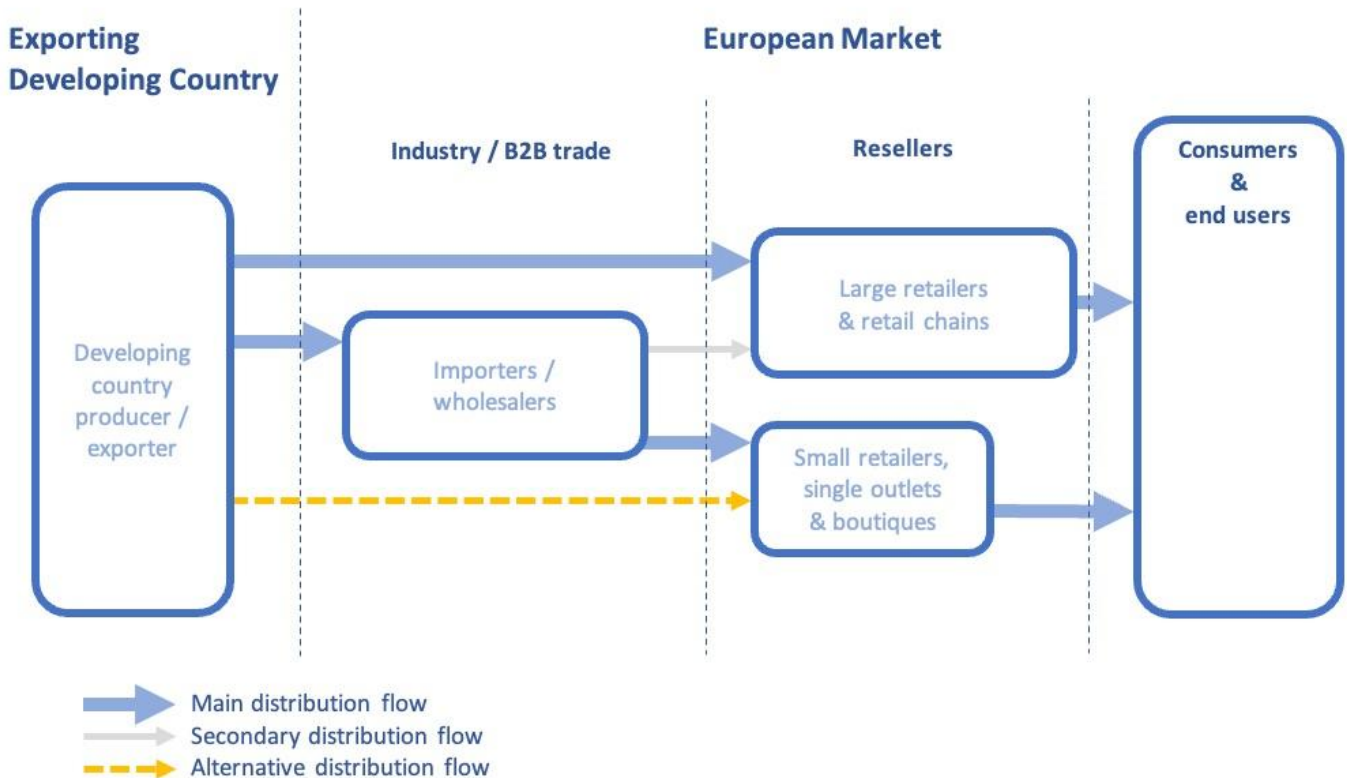 Exporting
Developing Country
European Market
Industry / B2B trade
Resellers
Consumers
&
end users
Developing
country
producer /
exporter
Importers /
wholesalers
Large retailers
& retail chains
Small retailers,
single outlets
& boutiques
Main distribution flow
Secondary distribution flow
Alternative distribution flow